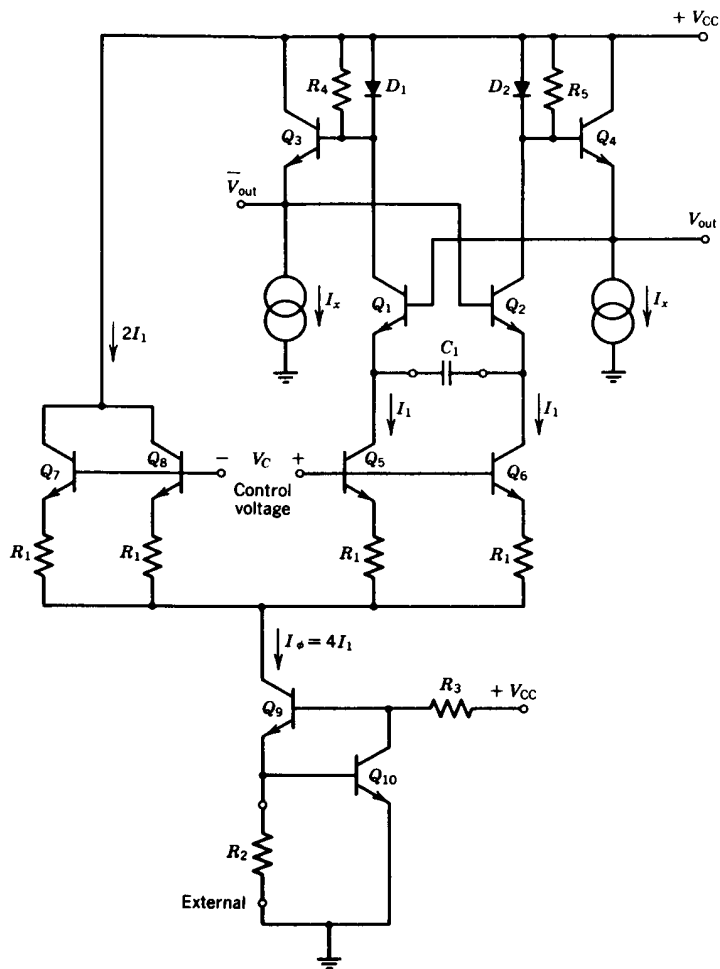 + V_CC
R_4
D_1
D_2
R_5
Q_3
Q_4
V̅_out
V_out
I_x
Q_1
Q_2
I_x
2I_1
C_1
I_1
I_1
Q_7
Q_8
− V_C +
Q_5
Q_6
Control
voltage
R_1
R_1
R_1
R_1
I_ϕ = 4I_1
R_3
+ V_CC
Q_9
Q_10
R_2
External